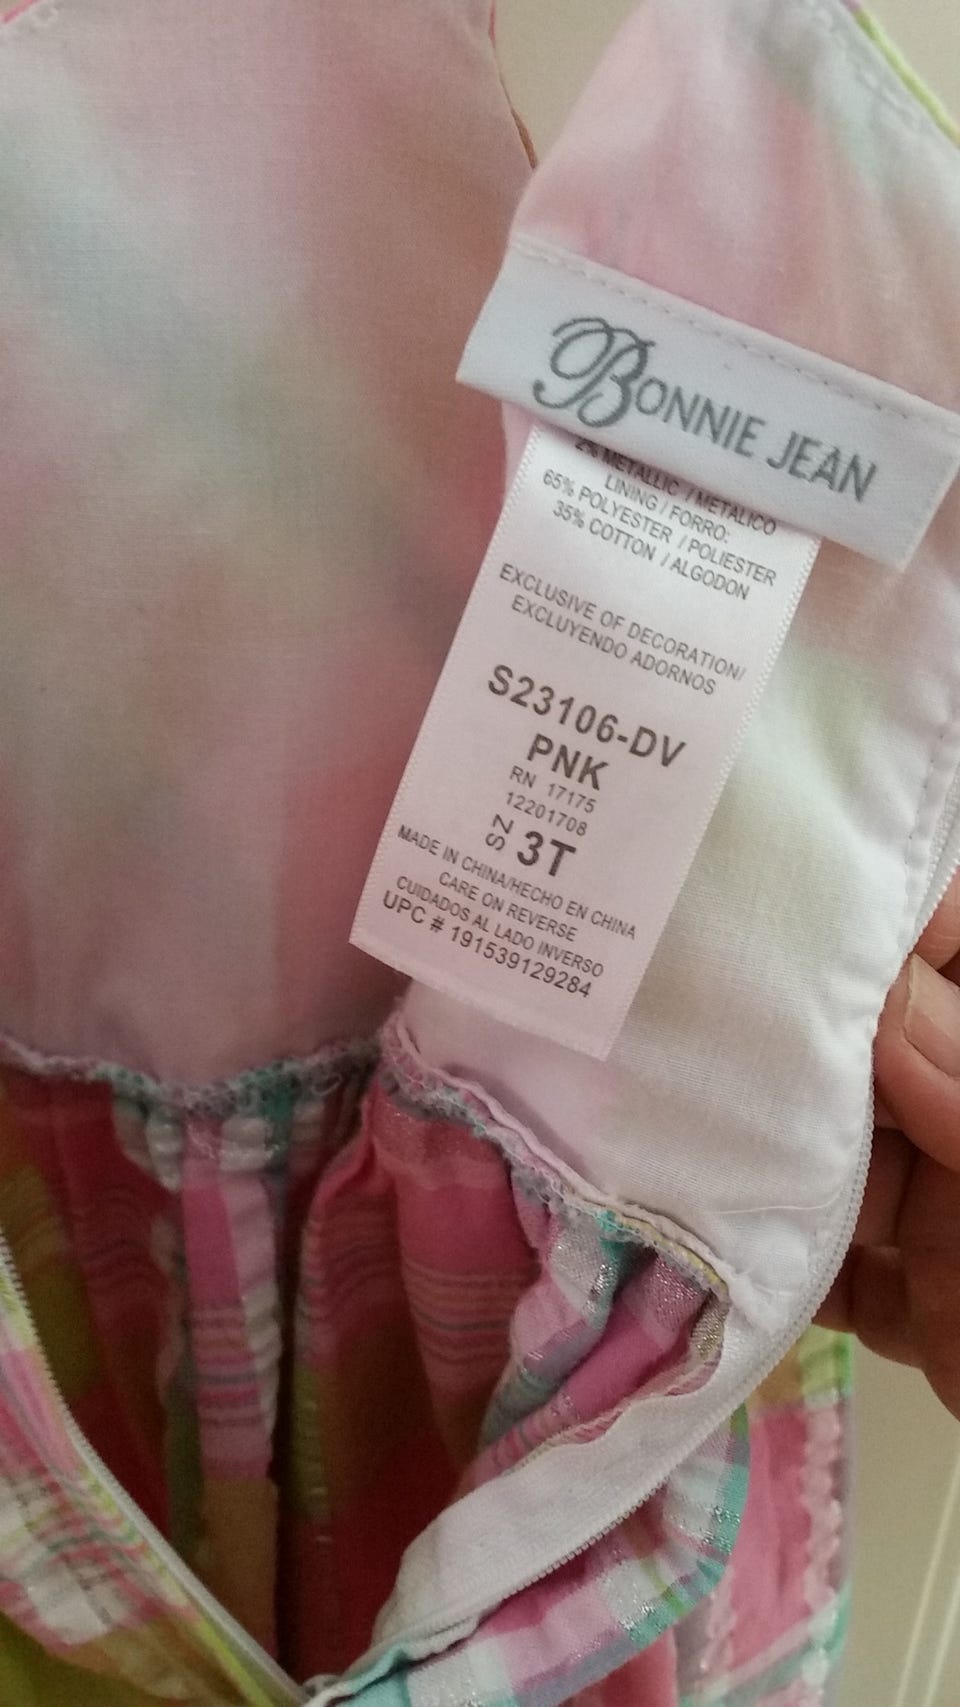 BONNIE JEAN
2% METALLIC / METALICO
LINING / FORRO:
65% POLYESTER / POLIESTER
35% COTTON / ALGODON
EXCLUSIVE OF DECORATION/
EXCLUYENDO ADORNOS
S23106-DV
PNK
RN 17175
12201708
SZ 3T
MADE IN CHINA/HECHO EN CHINA
CARE ON REVERSE
CUIDADOS AL LADO INVERSO
UPC # 191539129284